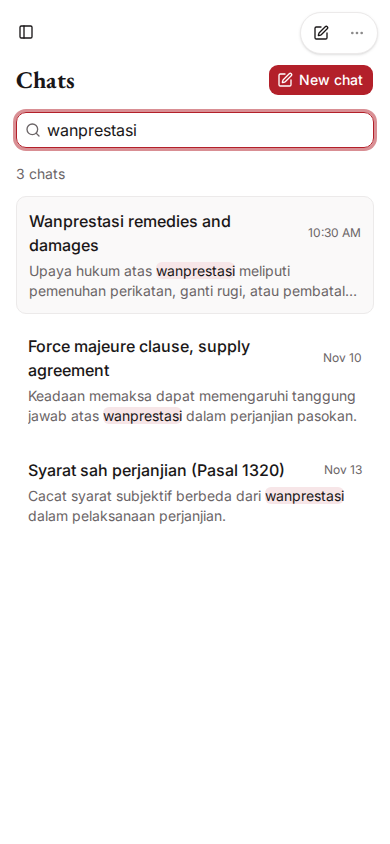 Chats
New chat
wanprestasi
3 chats
Wanprestasi remedies and
damages
10:30 AM
Upaya hukum atas wanprestasi meliputi
pemenuhan perikatan, ganti rugi, atau pembatal...
Force majeure clause, supply
agreement
Nov 10
Keadaan memaksa dapat memengaruhi tanggung
jawab atas wanprestasi dalam perjanjian pasokan.
Syarat sah perjanjian (Pasal 1320)
Nov 13
Cacat syarat subjektif berbeda dari wanprestasi
dalam pelaksanaan perjanjian.